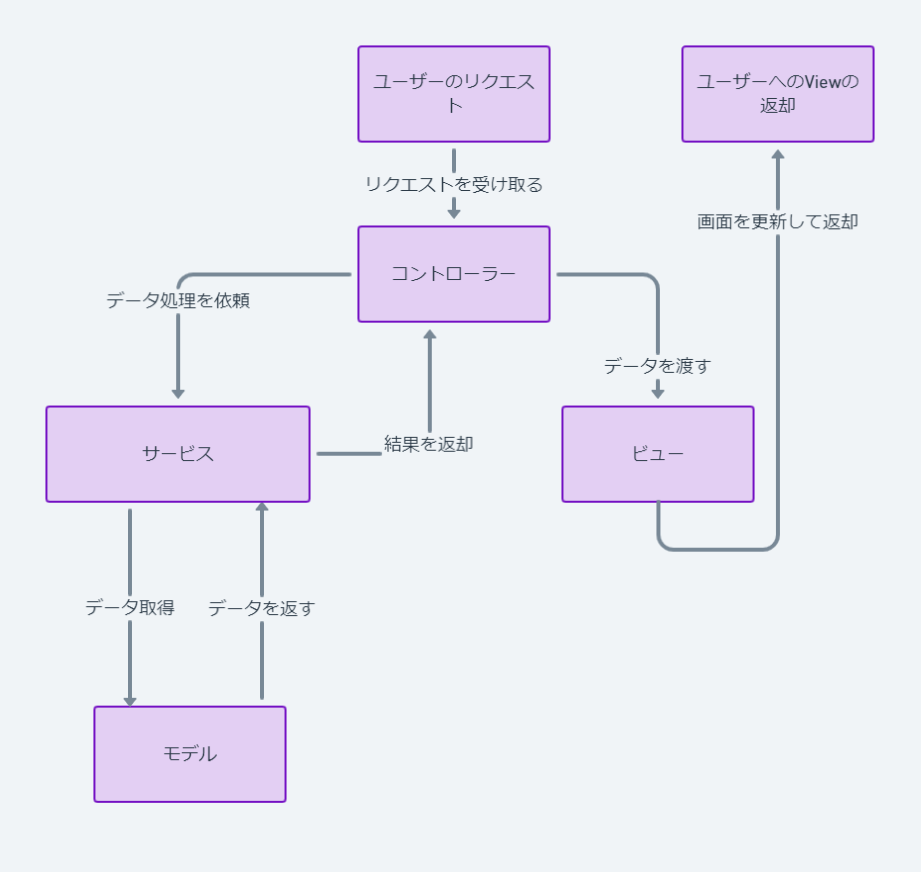 ユーザーのリクエス
ト
ユーザーへのViewの
返却
リクエストを受け取る
画面を更新して返却
コントローラー
データ処理を依頼
データを渡す
結果を返却
サービス
ビュー
データ取得
データを返す
モデル